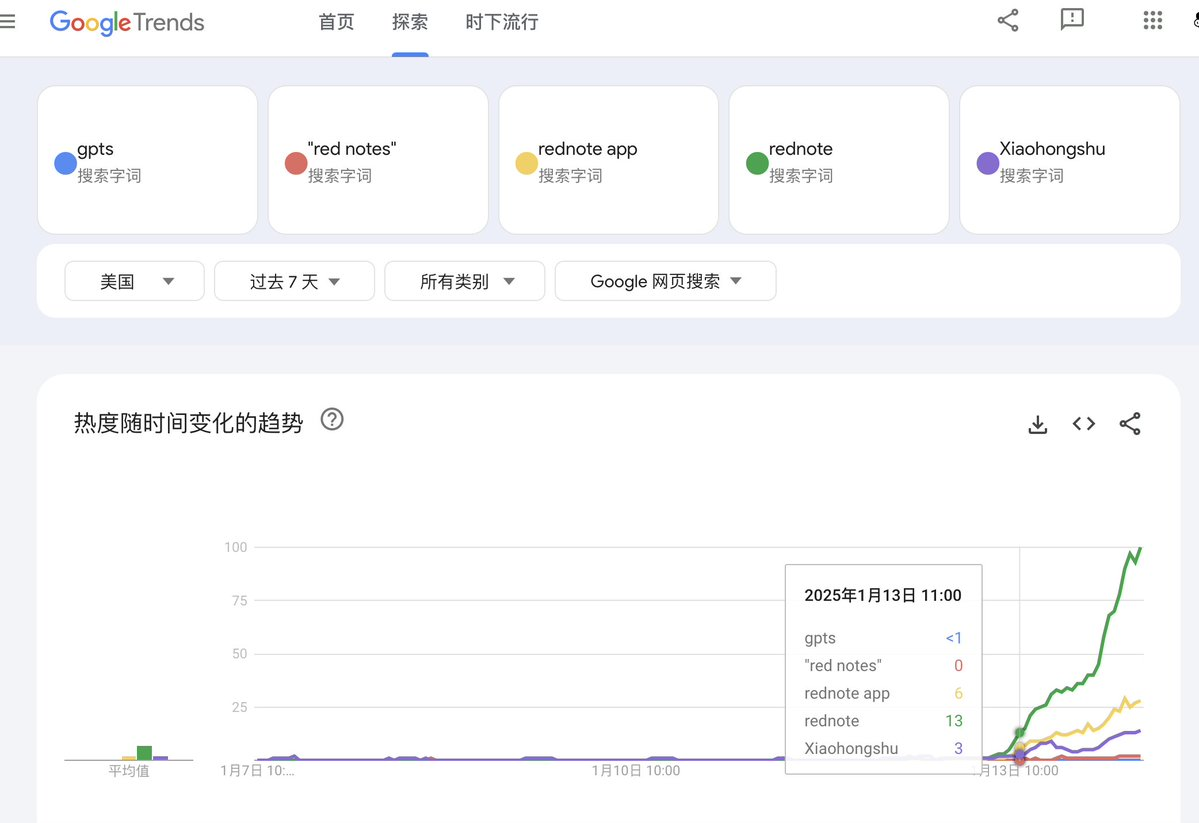 Google Trends 首页 探索 时下流行
gpts
搜索字词
"red notes"
搜索字词
rednote app
搜索字词
rednote
搜索字词
Xiaohongshu
搜索字词
美国 过去 7 天 所有类别 Google 网页搜索
热度随时间变化的趋势
100
75
50
25
2025年1月13日 11:00
gpts <1
"red notes" 0
rednote app 6
rednote 13
Xiaohongshu 3
平均值 1月7日 10:... 1月10日 10:00 1月13日 10:00